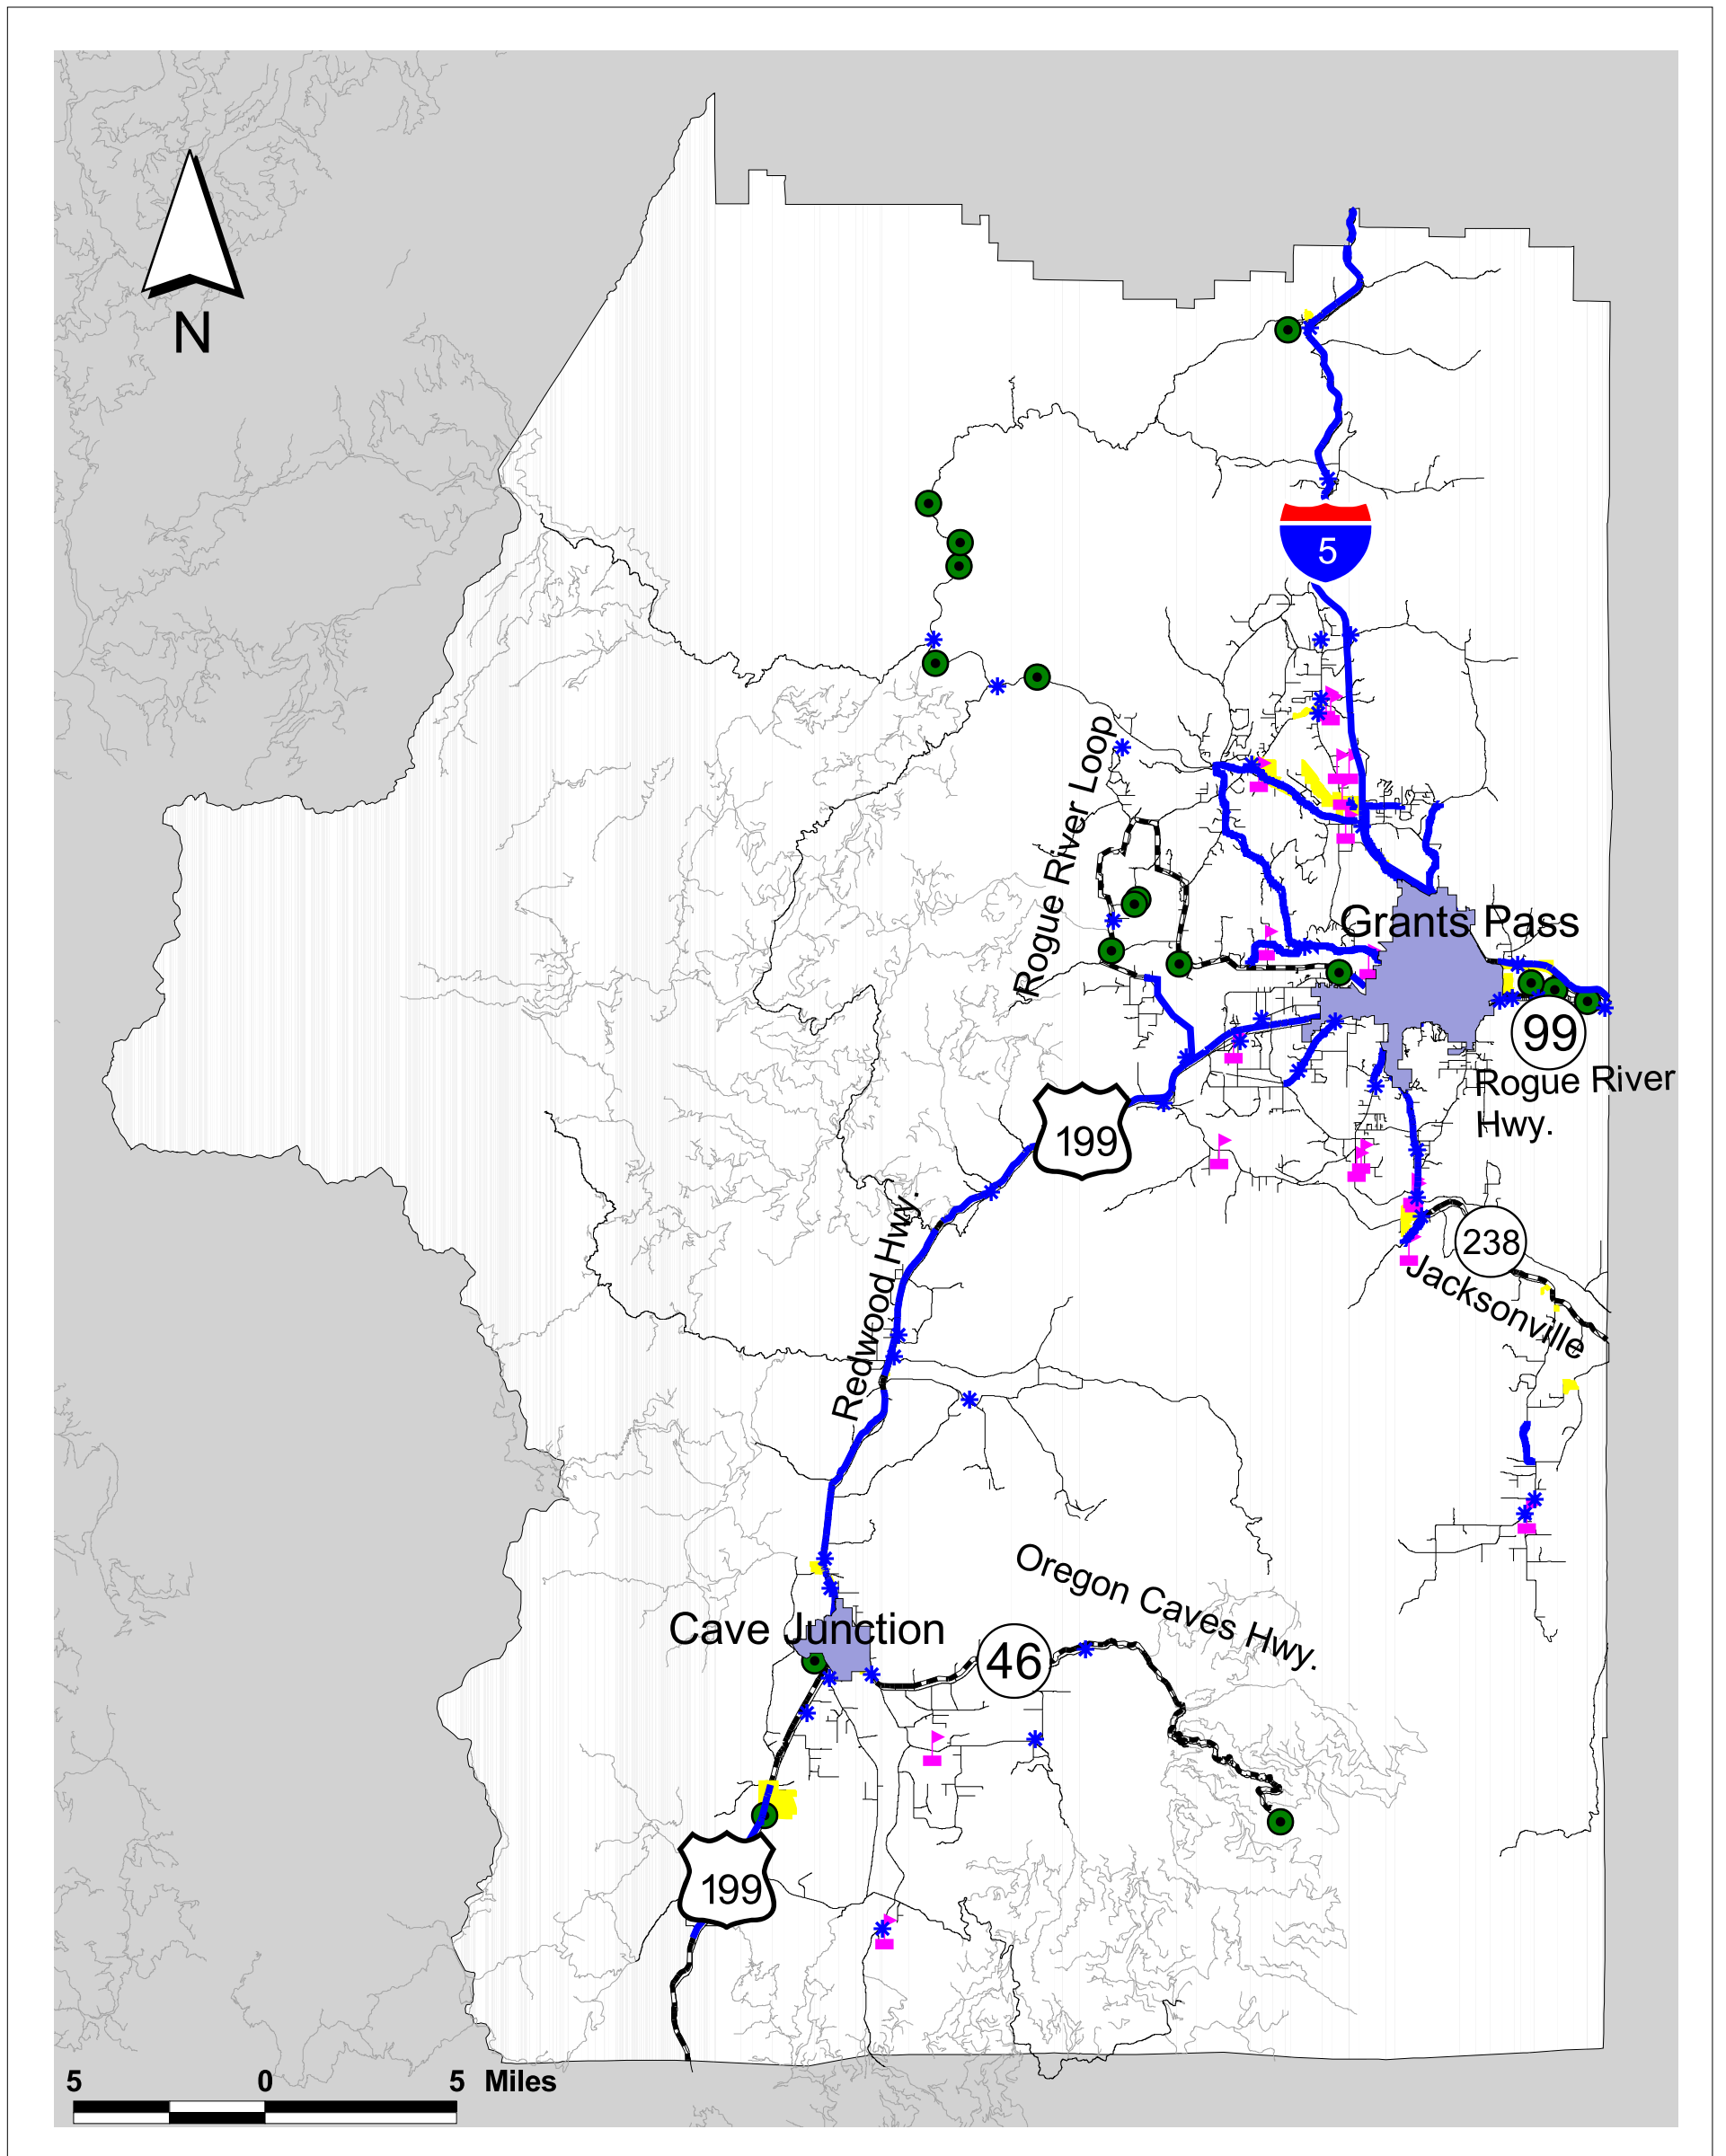 N
5
Rogue River Loop
Grants Pass
99
Rogue River
Hwy.
199
Redwood Hwy.
238
Jacksonville
Oregon Caves Hwy.
Cave Junction
46
199
5 0 5 Miles